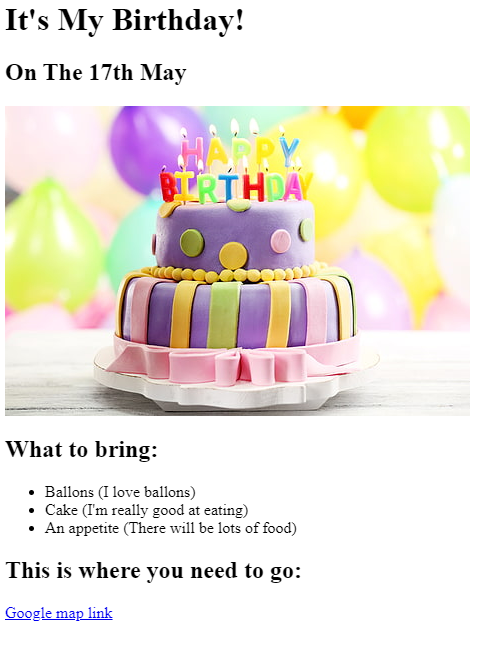 It's My Birthday!
On The 17th May
HAPPY
BIRTHDAY
What to bring:
Ballons (I love ballons)
Cake (I'm really good at eating)
An appetite (There will be lots of food)
This is where you need to go:
Google map link